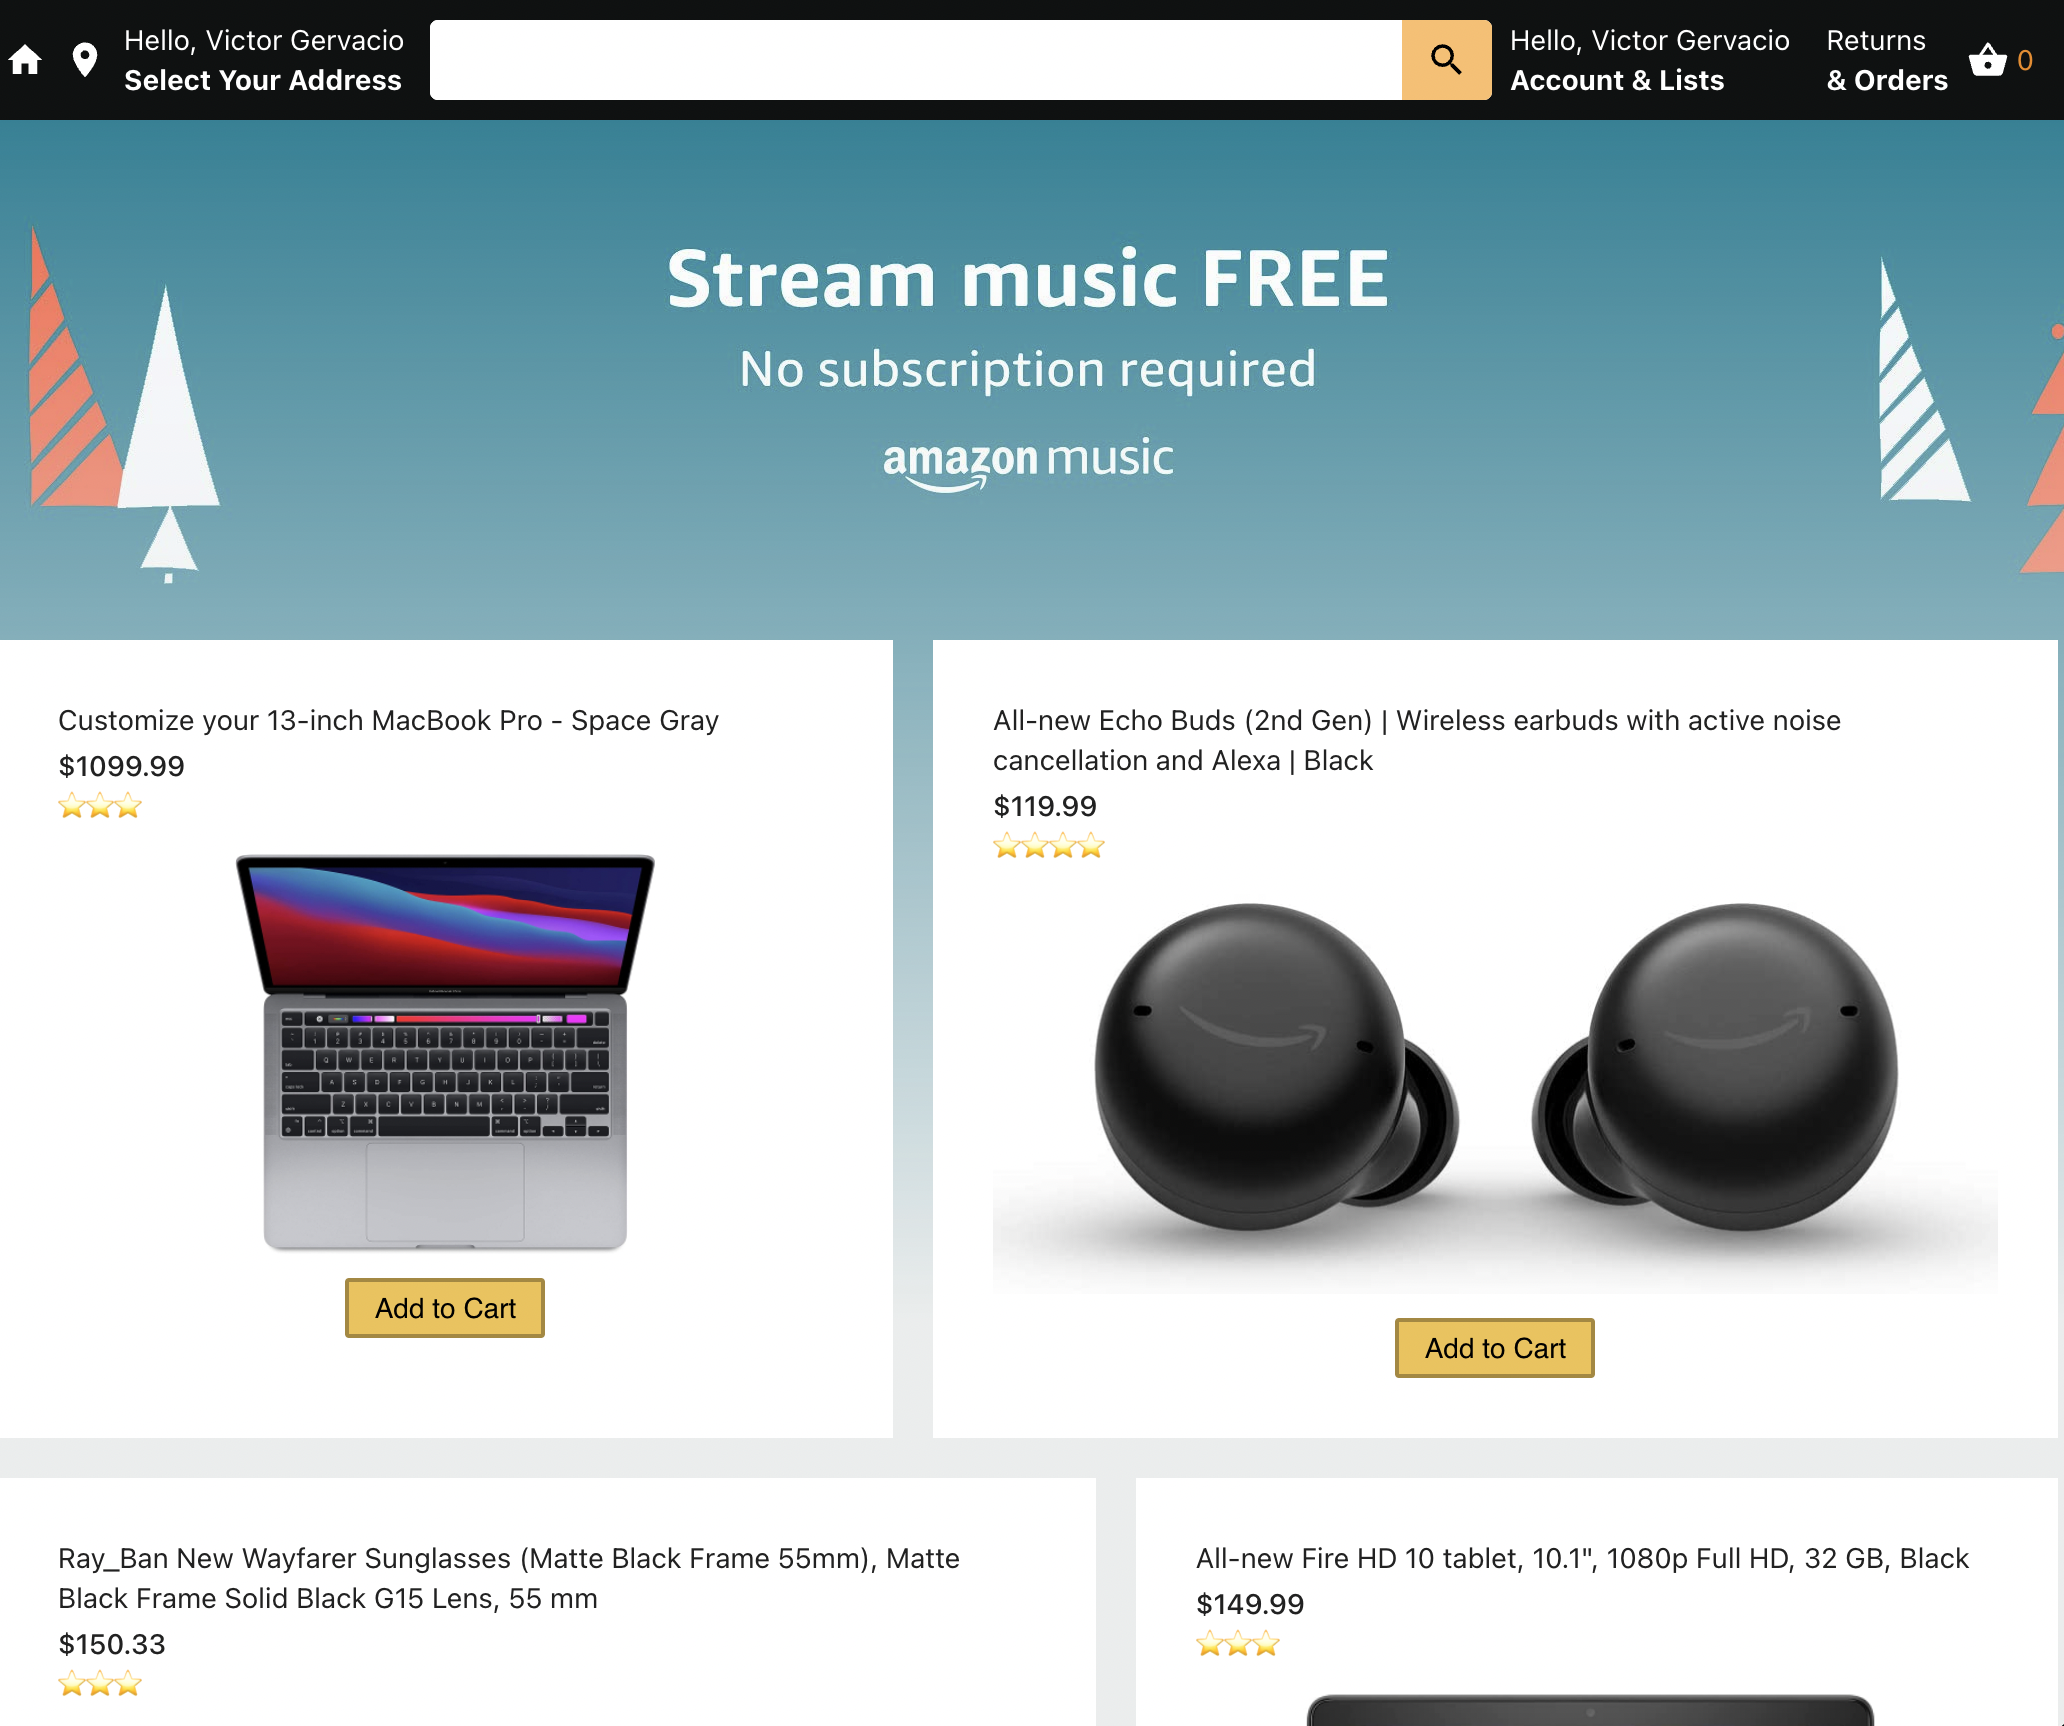 Hello, Victor Gervacio
Select Your Address
Hello, Victor Gervacio
Account & Lists
Returns
& Orders
0
Stream music FREE
No subscription required
amazon music
Customize your 13-inch MacBook Pro - Space Gray
$1099.99
Add to Cart
All-new Echo Buds (2nd Gen) | Wireless earbuds with active noise
cancellation and Alexa | Black
$119.99
Add to Cart
Ray_Ban New Wayfarer Sunglasses (Matte Black Frame 55mm), Matte
Black Frame Solid Black G15 Lens, 55 mm
$150.33
All-new Fire HD 10 tablet, 10.1", 1080p Full HD, 32 GB, Black
$149.99